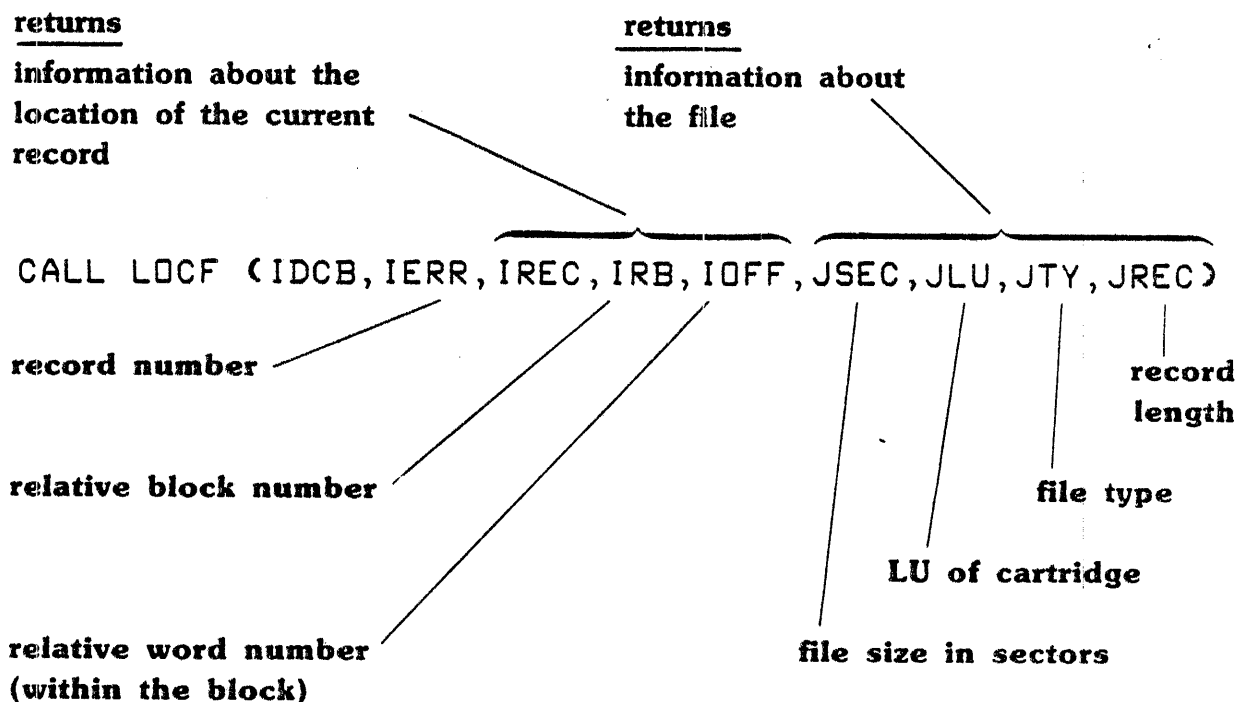 returns
information about the
location of the current
record
returns
information about
the file
CALL LOCF (IDCB,IERR,IREC,IRB,IOFF,JSEC,JLU,JTY,JREC)
record number
record
length
relative block number
file type
LU of cartridge
relative word number
(within the block)
file size in sectors